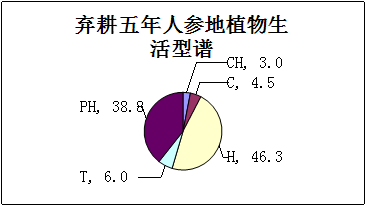 弃耕五年人参地植物生
活型谱
CH, 3.0
C, 4.5
PH, 38.8
H, 46.3
T, 6.0